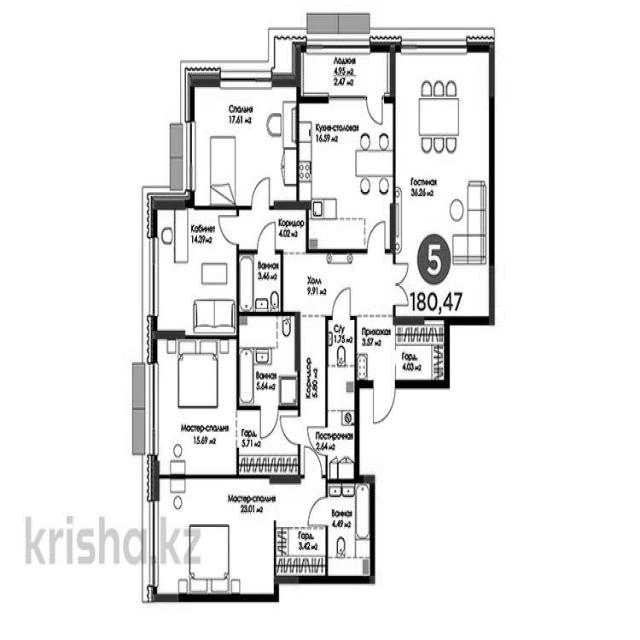 Лоджия
4.95 м2
2.47 м2
Спальня
17.61 м2
Кухня-столовая
16.59 м2
Гостиная
36.26 м2
Кабинет
14.39 м2
Коридор
4.02 м2
5
180,47
Ванная
3.46 м2
Холл
9.91 м2
С/у
1.75 м2
Прихожая
3.57 м2
Гард.
4.03 м2
Ванная
5.64 м2
Коридор
5.80 м2
Мастер-спальня
15.69 м2
Гард.
5.71 м2
Постирочная
2.64 м2
Мастер-спальня
23.01 м2
Гард.
3.42 м2
Ванная
4.49 м2
krisha.kz